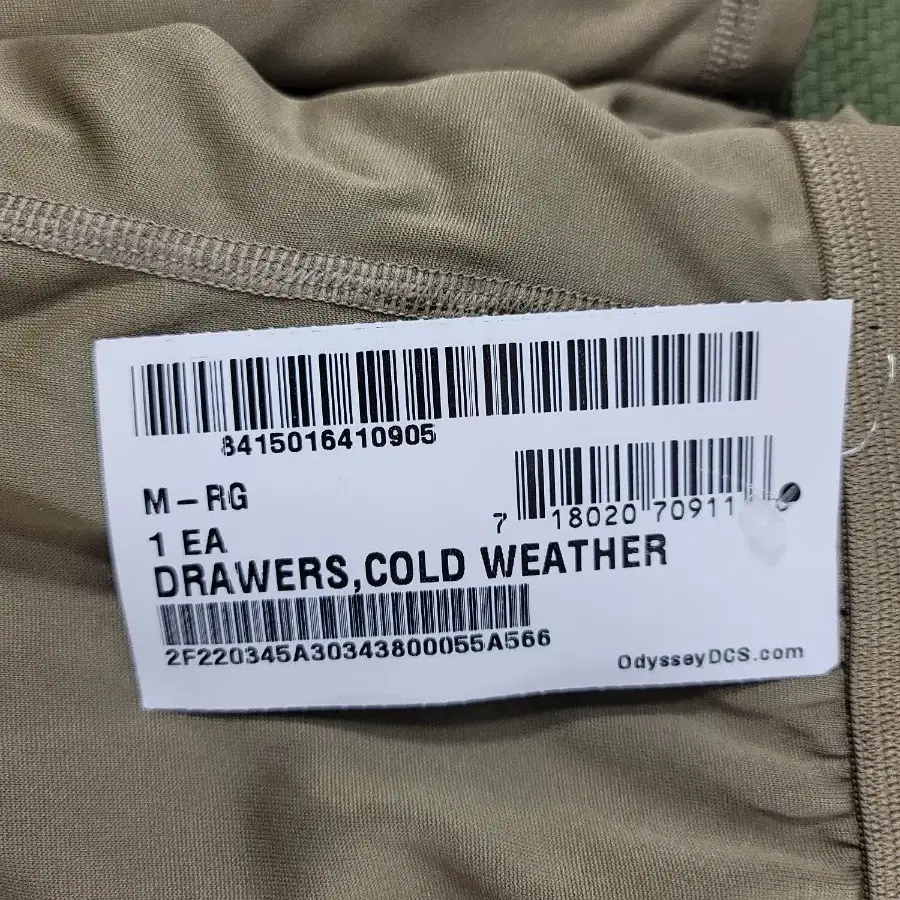 8415016410905
M-RG
7 18020 70911
1 EA
DRAWERS,COLD WEATHER
2F220345A30343800055A566
OdysseyDCS.com